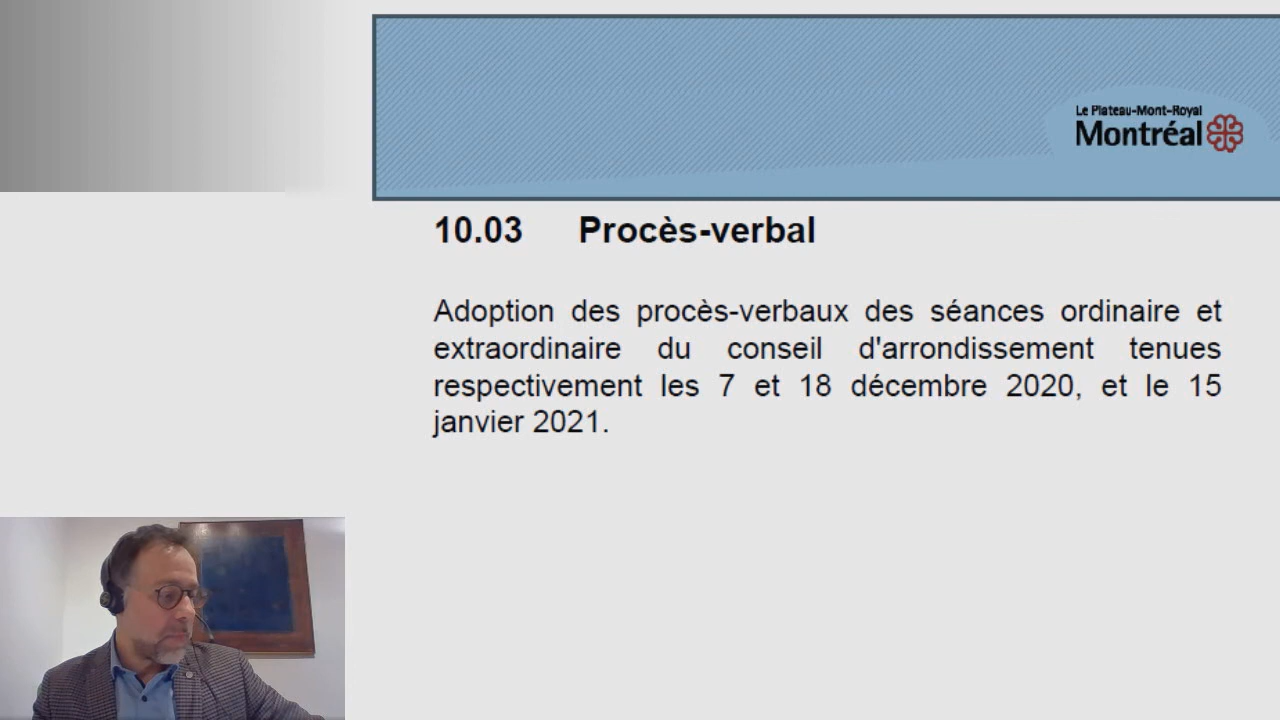 Le Plateau-Mont-Royal
Montréal
10.03 Procès-verbal
Adoption des procès-verbaux des séances ordinaire et
extraordinaire du conseil d'arrondissement tenues
respectivement les 7 et 18 décembre 2020, et le 15
janvier 2021.